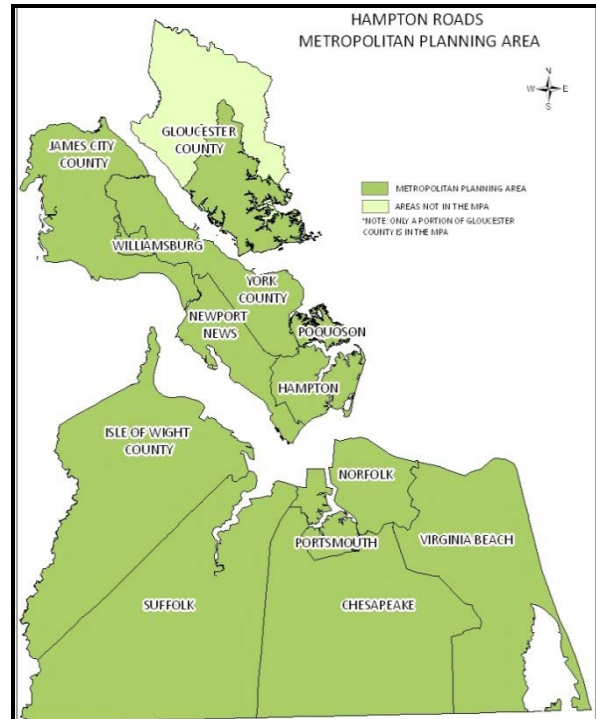 HAMPTON ROADS
METROPOLITAN PLANNING AREA
N
W
E
S
GLOUCESTER
COUNTY
JAMES CITY
COUNTY
METROPOLITAN PLANNING AREA
AREAS NOT IN THE MPA
*NOTE: ONLY A PORTION OF GLOUCESTER
COUNTY IS IN THE MPA
WILLIAMSBURG
YORK
COUNTY
NEWPORT
NEWS
POQUOSON
HAMPTON
ISLE OF WIGHT
COUNTY
NORFOLK
PORTSMOUTH
VIRGINIA BEACH
SUFFOLK
CHESAPEAKE